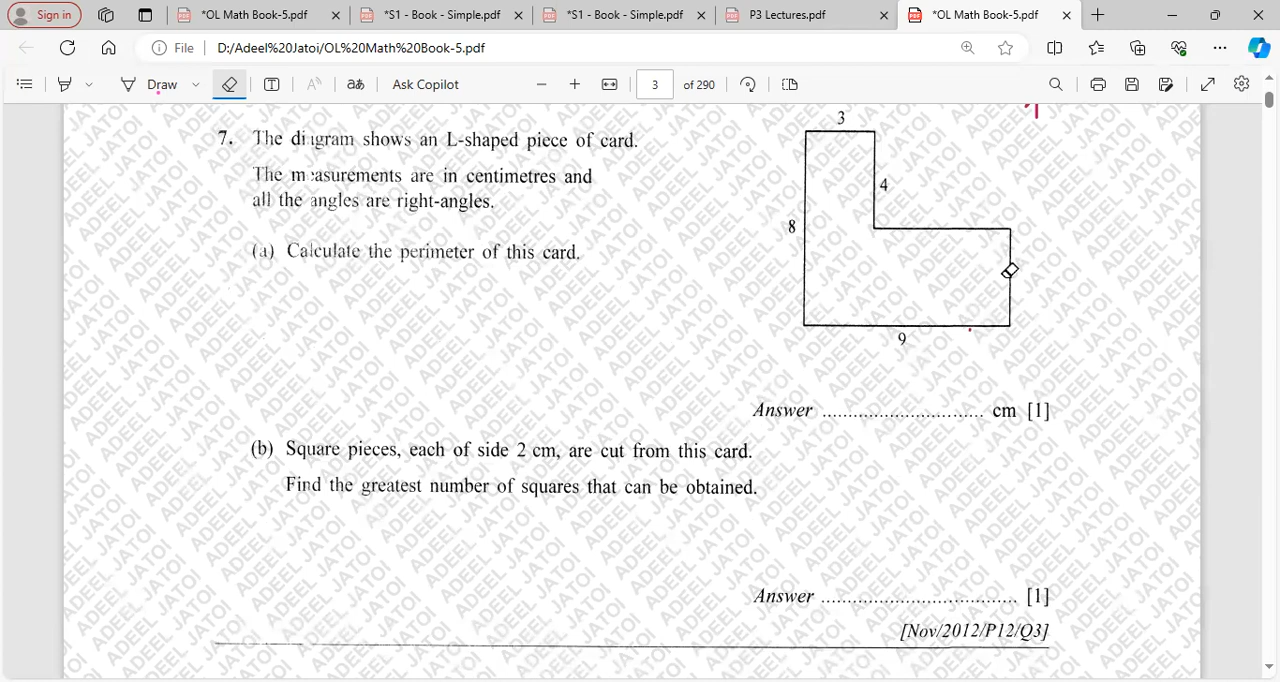 Sign in
*OL Math Book-5.pdf
*S1 - Book - Simple.pdf
*S1 - Book - Simple.pdf
P3 Lectures.pdf
*OL Math Book-5.pdf
File D:/Adeel%20Jatoi/OL%20Math%20Book-5.pdf
Draw
Ask Copilot
3 of 290
7. The diagram shows an L-shaped piece of card.
The measurements are in centimetres and
all the angles are right-angles.
(a) Calculate the perimeter of this card.
3
4
8
9
Answer ................................ cm [1]
(b) Square pieces, each of side 2 cm, are cut from this card.
Find the greatest number of squares that can be obtained.
Answer ...................................... [1]
[Nov/2012/P12/Q3]
ADEEL JATOI